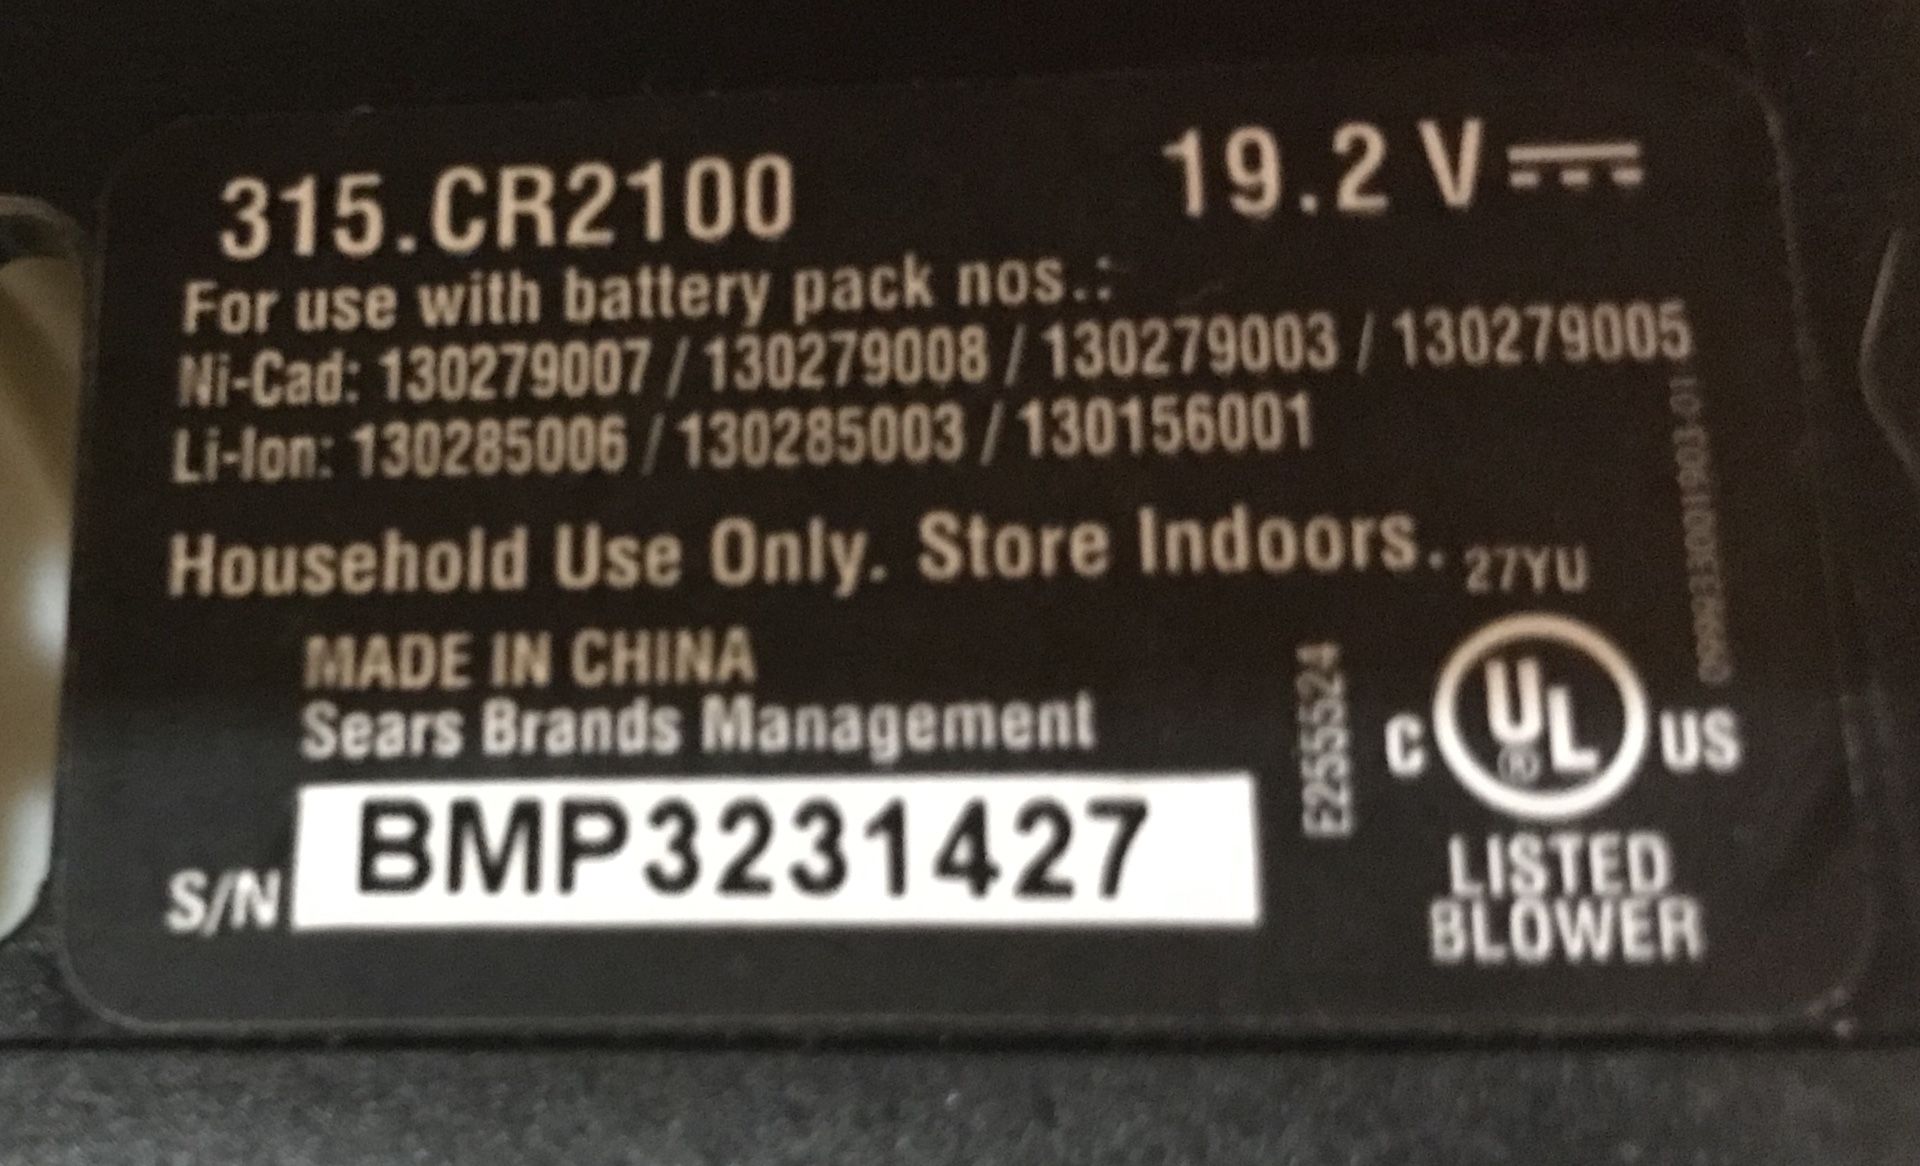 315.CR2100 19.2 V
For use with battery pack nos.:
Ni-Cad: 130279007 / 130279008 / 130279003 / 130279005
Li-Ion: 130285006 / 130285003 / 130156001
Household Use Only. Store Indoors. 27YU
MADE IN CHINA
Sears Brands Management
S/N BMP3231427
E255524
C UL® US
LISTED
BLOWER